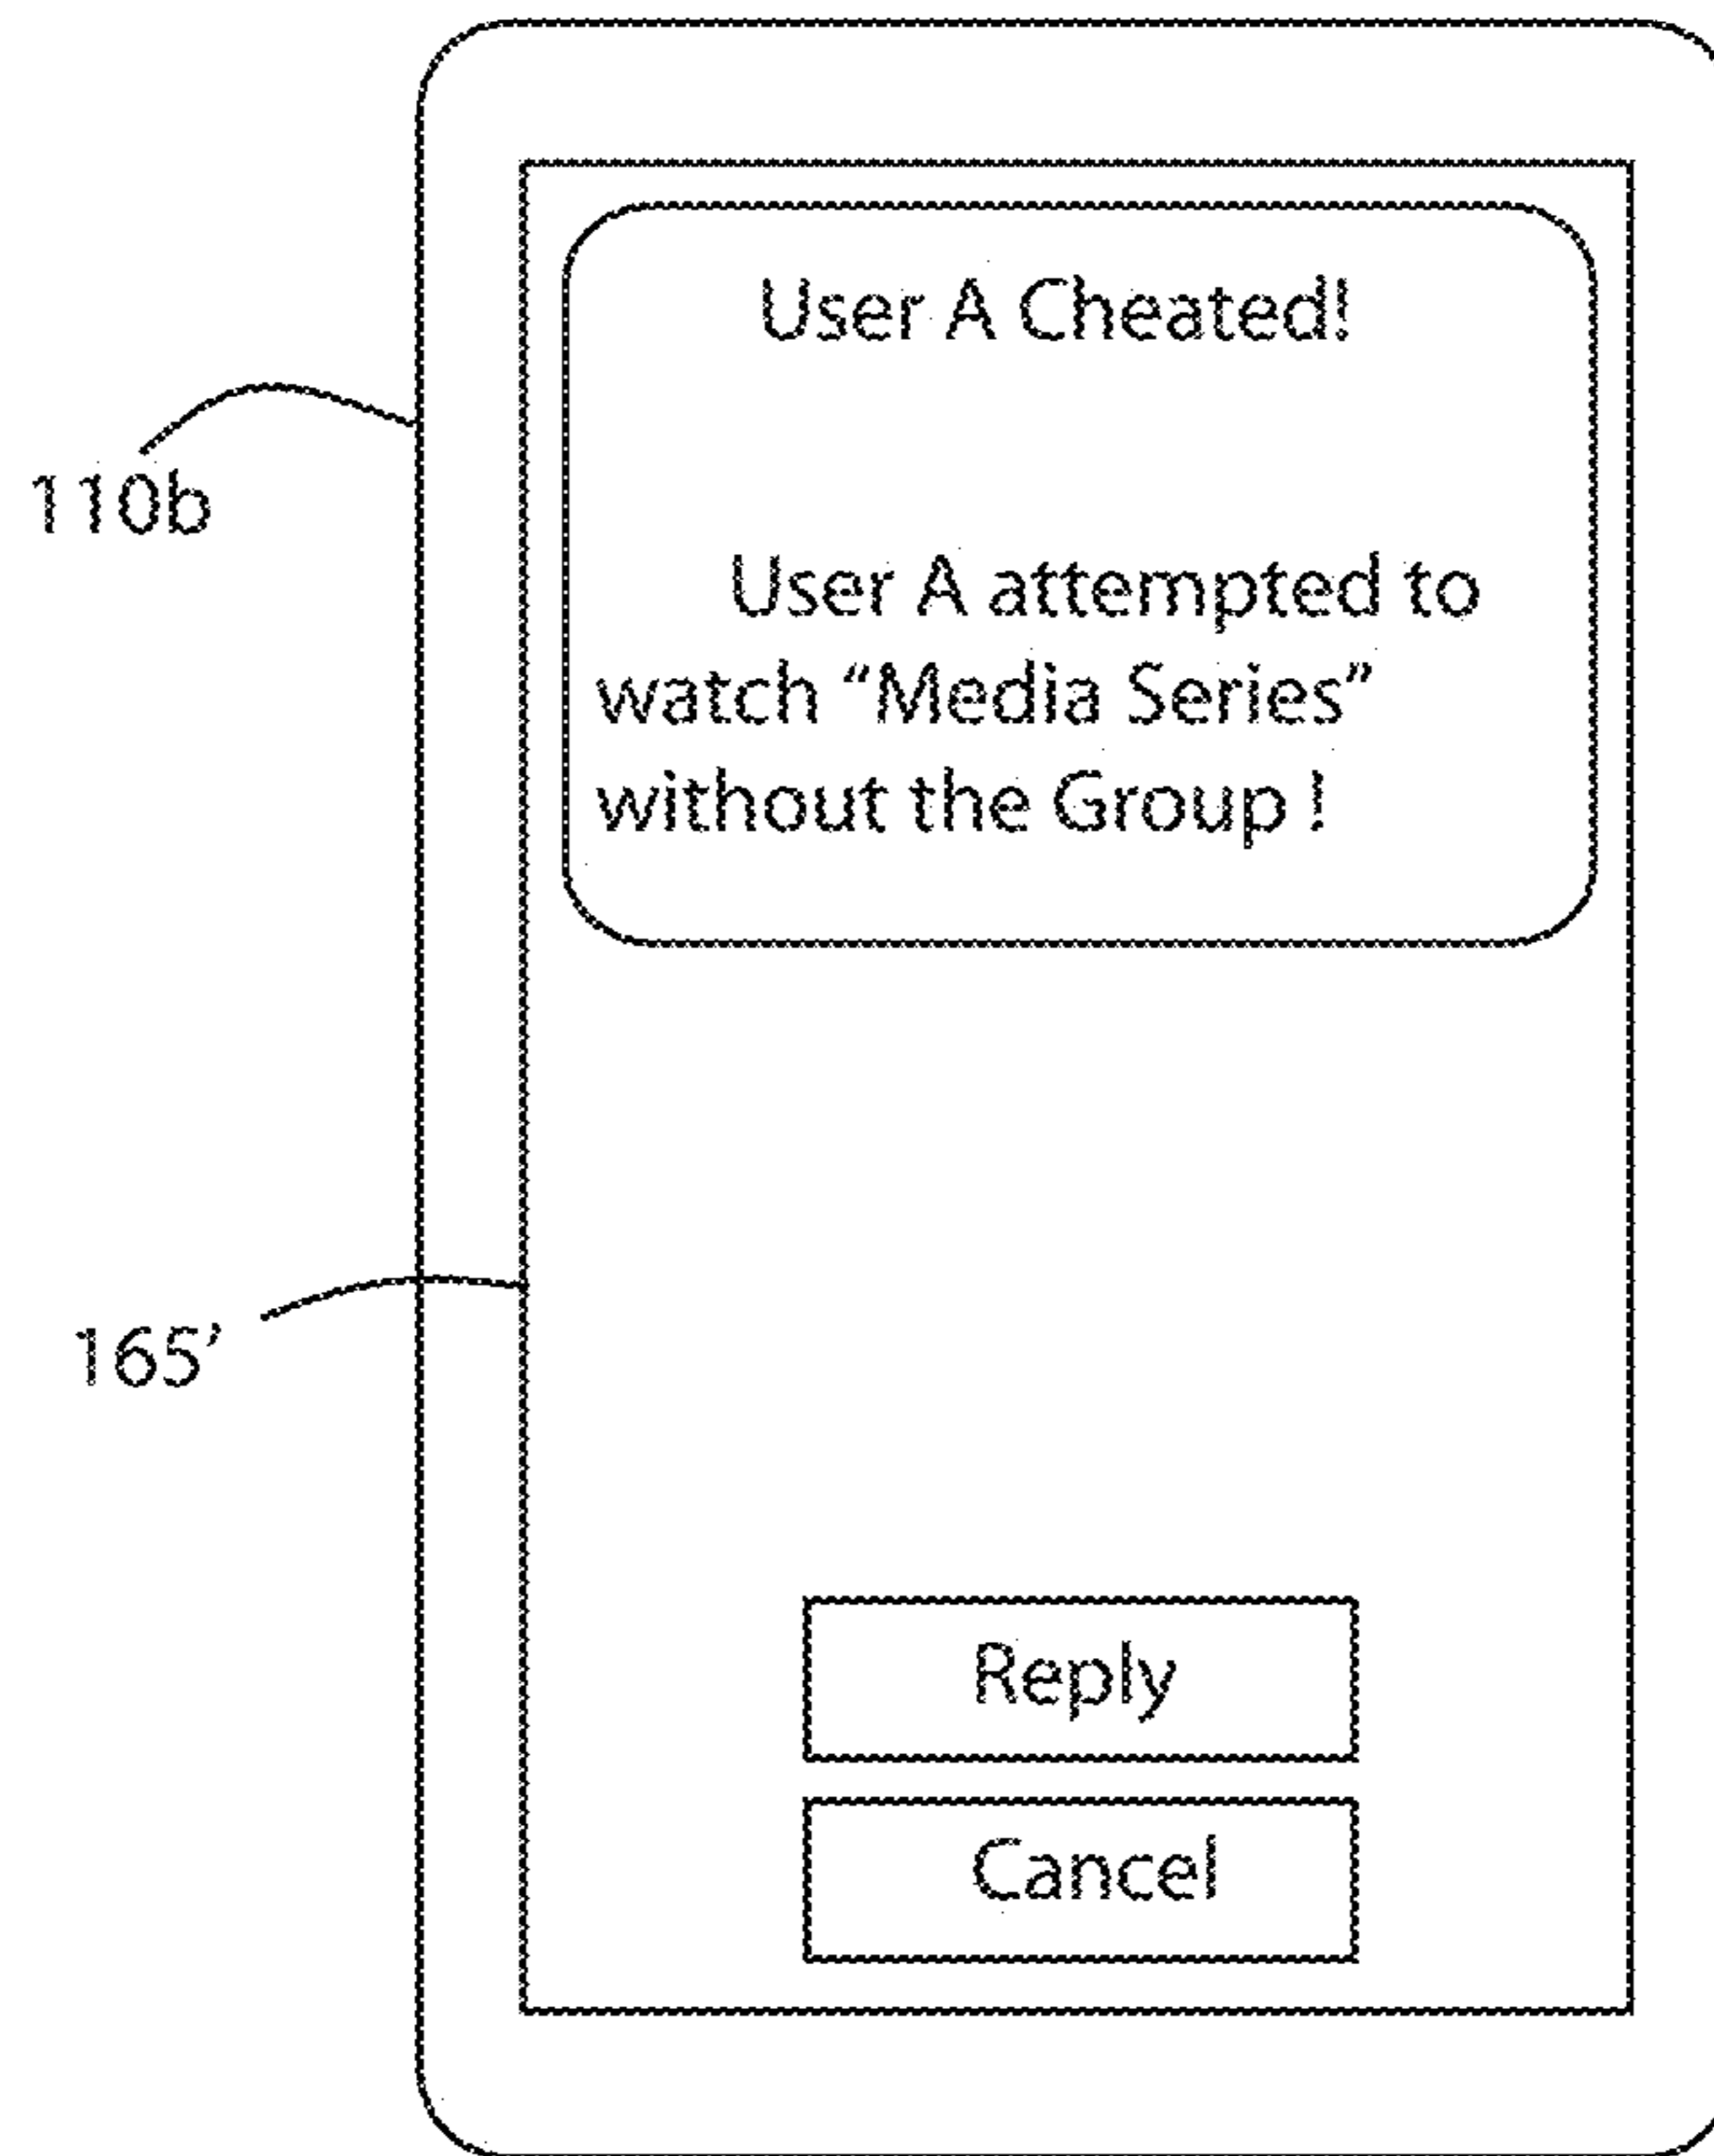 User A Cheated!
110b
User A attempted to
watch “Media Series”
without the Group !
165’
Reply
Cancel